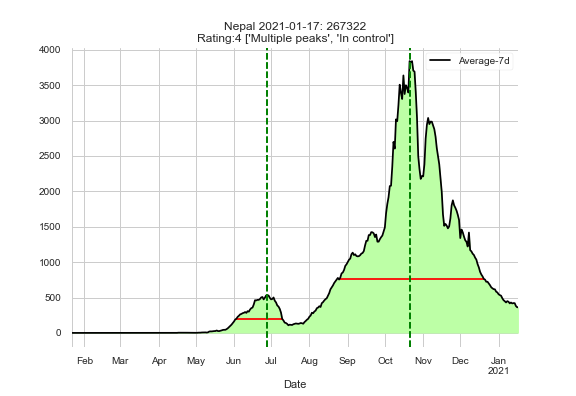 Nepal 2021-01-17: 267322
Rating:4 ['Multiple peaks', 'In control']
4000
3500
3000
2500
2000
1500
1000
500
0
Average-7d
Feb Mar Apr May Jun Jul Aug Sep Oct Nov Dec Jan
2021
Date